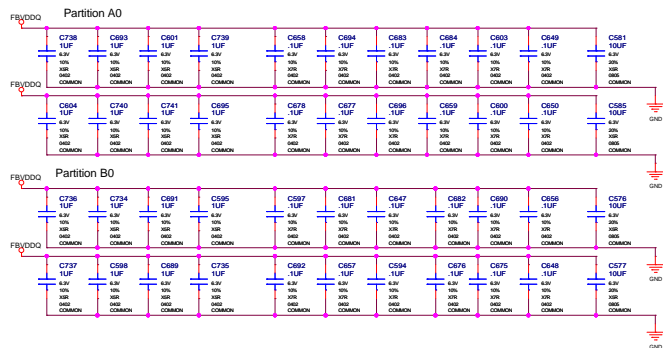 Partition A0
FBVDDQ
C738 C693 C601 C739 C658 C694 C683 C684 C603 C649 C581
1UF 1UF 1UF 1UF .1UF .1UF .1UF .1UF .1UF .1UF 10UF
6.3V 6.3V 6.3V 6.3V 6.3V 6.3V 6.3V 6.3V 6.3V 6.3V 6.3V
10% 10% 10% 10% 10% 10% 10% 10% 10% 10% 20%
X5R X5R X5R X5R X7R X7R X7R X7R X7R X7R X5R
0402 0402 0402 0402 0402 0402 0402 0402 0402 0402 0805
COMMON COMMON COMMON COMMON COMMON COMMON COMMON COMMON COMMON COMMON COMMON
FBVDDQ
GND
C604 C740 C741 C695 C678 C677 C696 C659 C600 C650 C585
1UF 1UF 1UF 1UF .1UF .1UF .1UF .1UF .1UF .1UF 10UF
6.3V 6.3V 6.3V 6.3V 6.3V 6.3V 6.3V 6.3V 6.3V 6.3V 6.3V
10% 10% 10% 10% 10% 10% 10% 10% 10% 10% 20%
X5R X5R X5R X5R X7R X7R X7R X7R X7R X7R X5R
0402 0402 0402 0402 0402 0402 0402 0402 0402 0402 0805
COMMON COMMON COMMON COMMON COMMON COMMON COMMON COMMON COMMON COMMON COMMON
GND
Partition B0
FBVDDQ
C736 C734 C691 C595 C597 C681 C647 C682 C690 C656 C576
1UF 1UF 1UF 1UF .1UF .1UF .1UF .1UF .1UF .1UF 10UF
6.3V 6.3V 6.3V 6.3V 6.3V 6.3V 6.3V 6.3V 6.3V 6.3V 6.3V
10% 10% 10% 10% 10% 10% 10% 10% 10% 10% 20%
X5R X5R X5R X5R X7R X7R X7R X7R X7R X7R X5R
0402 0402 0402 0402 0402 0402 0402 0402 0402 0402 0805
COMMON COMMON COMMON COMMON COMMON COMMON COMMON COMMON COMMON COMMON COMMON
FBVDDQ
GND
C737 C598 C689 C735 C692 C657 C594 C676 C675 C648 C577
1UF 1UF 1UF 1UF .1UF .1UF .1UF .1UF .1UF .1UF 10UF
6.3V 6.3V 6.3V 6.3V 6.3V 6.3V 6.3V 6.3V 6.3V 6.3V 6.3V
10% 10% 10% 10% 10% 10% 10% 10% 10% 10% 20%
X5R X5R X5R X5R X7R X7R X7R X7R X7R X7R X5R
0402 0402 0402 0402 0402 0402 0402 0402 0402 0402 0805
COMMON COMMON COMMON COMMON COMMON COMMON COMMON COMMON COMMON COMMON COMMON
GND